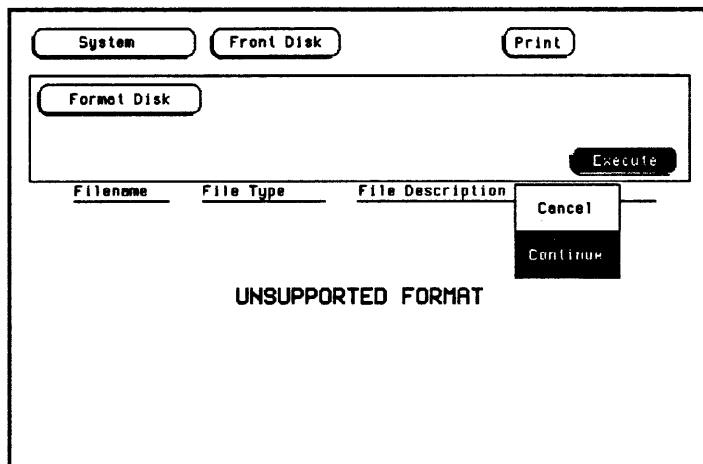 System Front Disk Print
Format Disk
Execute
Filename File Type File Description
Cancel
Continue
UNSUPPORTED FORMAT